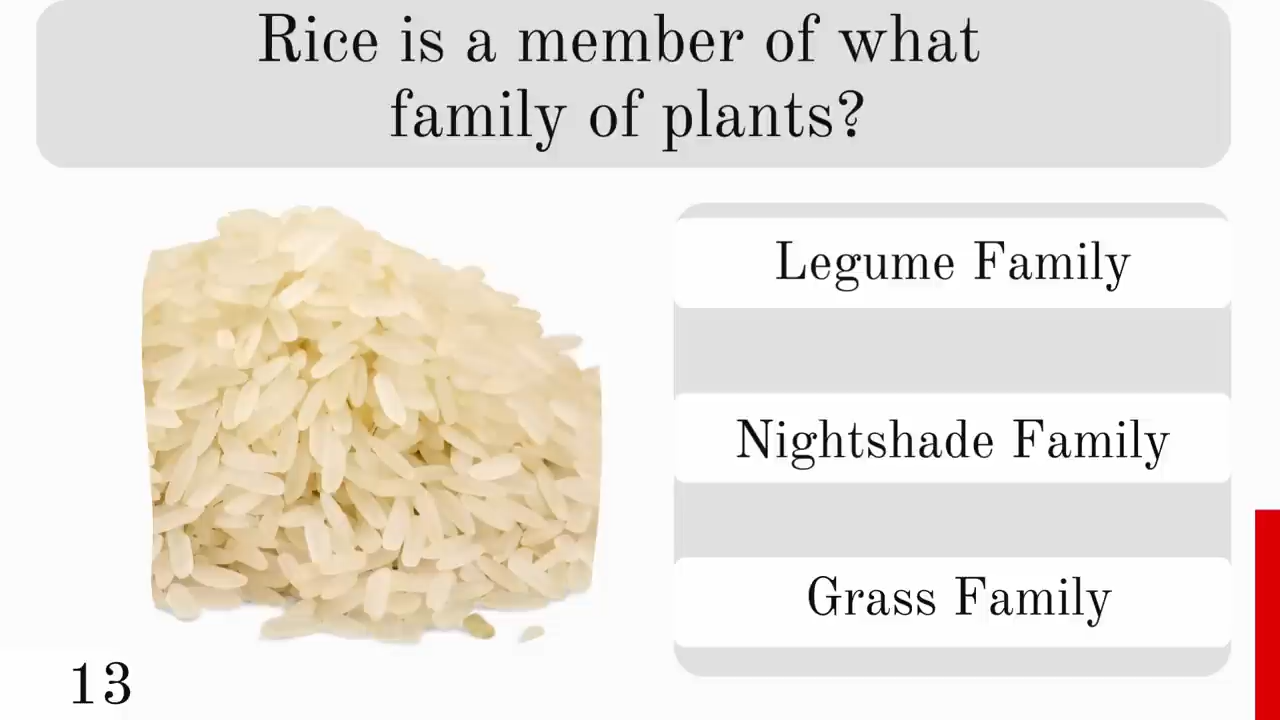 Rice is a member of what
family of plants?
Legume Family
Nightshade Family
Grass Family
13